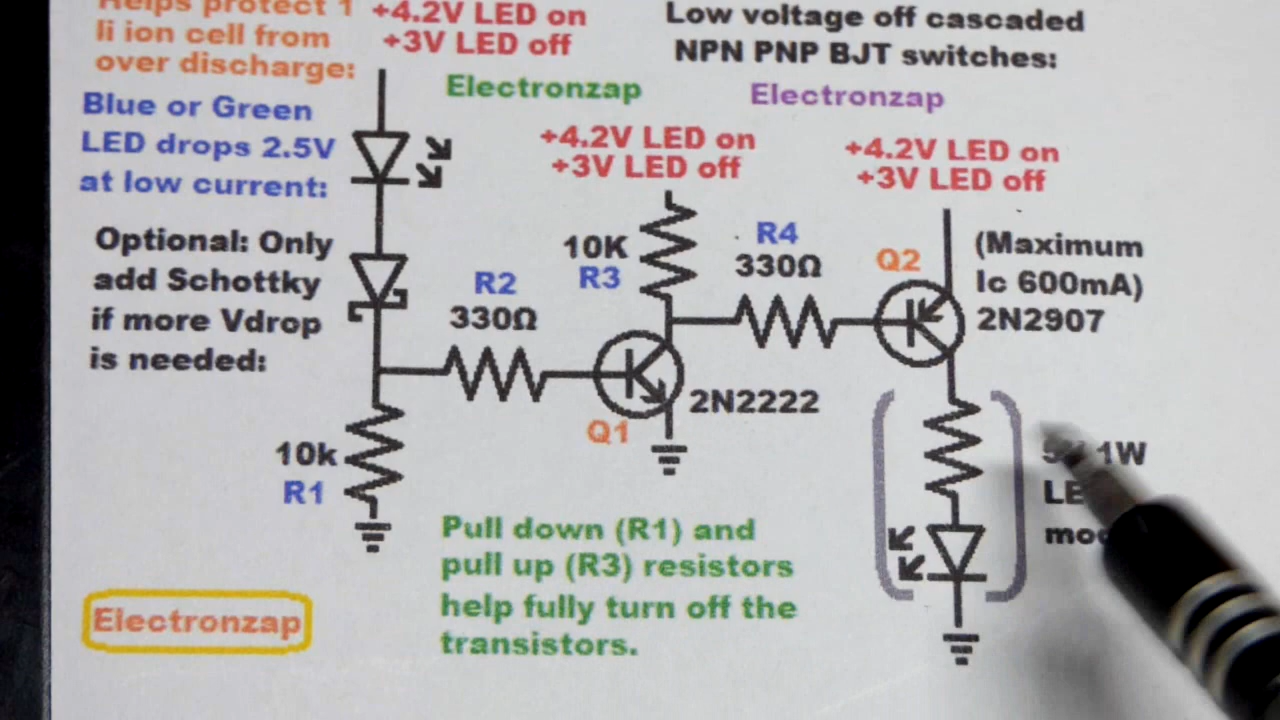 Helps protect 1
li ion cell from
over discharge:
+4.2V LED on
+3V LED off
Low voltage off cascaded
NPN PNP BJT switches:
Electronzap
Electronzap
Blue or Green
LED drops 2.5V
at low current:
+4.2V LED on
+3V LED off
+4.2V LED on
+3V LED off
Optional: Only
add Schottky
if more Vdrop
is needed:
R2
330Ω
10K
R3
R4
330Ω
Q2
(Maximum
Ic 600mA)
2N2907
2N2222
Q1
10k
R1
1W
Pull down (R1) and
pull up (R3) resistors
help fully turn off the
transistors.
Electronzap